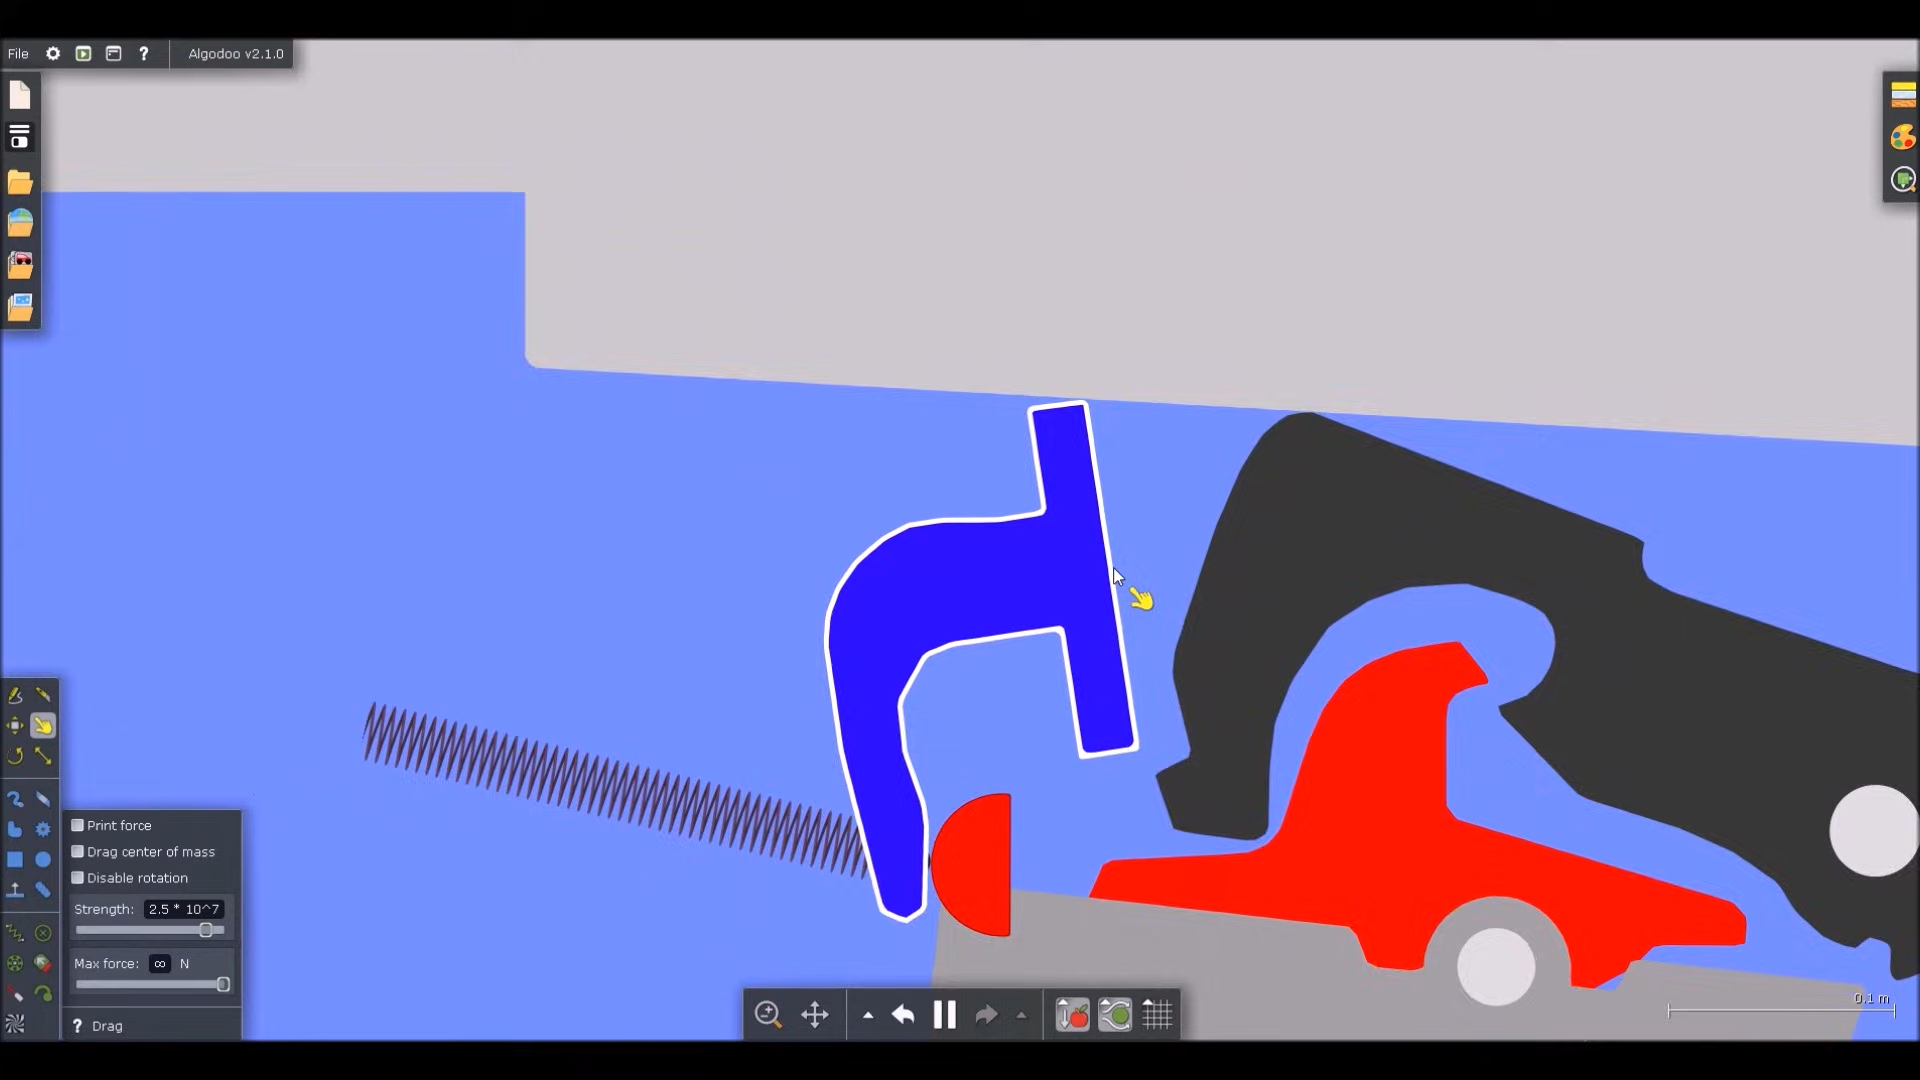 File ? Algodoo v2.1.0
Print force
Drag center of mass
Disable rotation
Strength: 2.5 * 10^7
Max force: ∞ N
? Drag
0.1 m